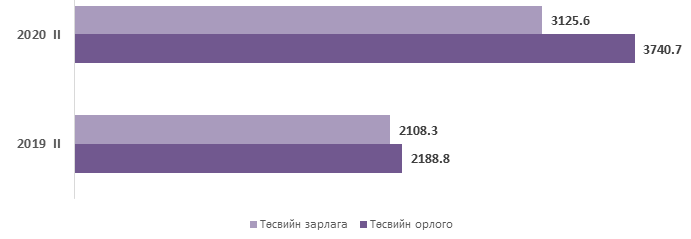 2020 II
3125.6
3740.7
2019 II
2108.3
2188.8
Төсвийн зарлага
Төсвийн орлого